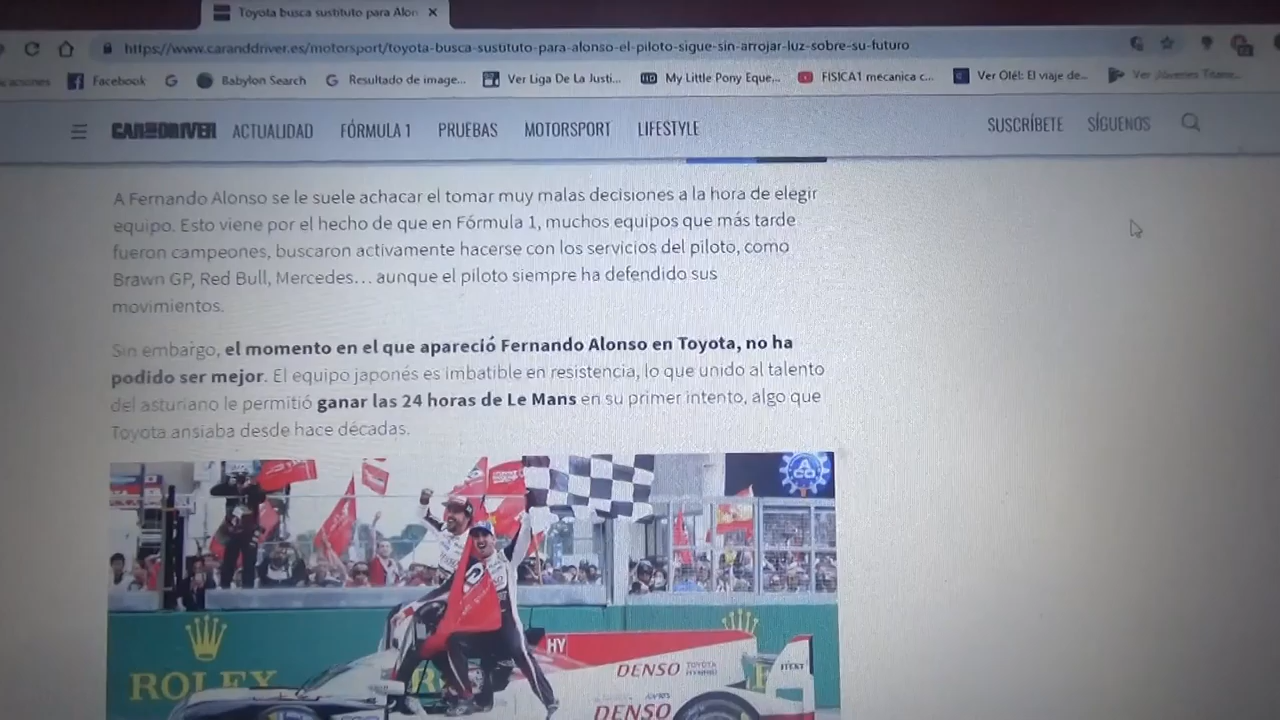 Toyota busca sustituto para Alon
https://www.caranddriver.es/motorsport/toyota-busca-sustituto-para-alonso-el-piloto-sigue-sin-arrojar-luz-sobre-su-futuro
Facebook
Babylon Search
Resultado de image...
Ver Liga De La Justi...
My Little Pony Eque...
FISICA1 mecanica c...
Ver Olé!: El viaje de...
Ver Jóvenes Titane...
CAR AND DRIVER ACTUALIDAD FÓRMULA 1 PRUEBAS MOTORSPORT LIFESTYLE SUSCRÍBETE SÍGUENOS
A Fernando Alonso se le suele achacar el tomar muy malas decisiones a la hora de elegir
equipo. Esto viene por el hecho de que en Fórmula 1, muchos equipos que más tarde
fueron campeones, buscaron activamente hacerse con los servicios del piloto, como
Brawn GP, Red Bull, Mercedes... aunque el piloto siempre ha defendido sus
movimientos.
Sin embargo, el momento en el que apareció Fernando Alonso en Toyota, no ha
podido ser mejor. El equipo japonés es imbatible en resistencia, lo que unido al talento
del asturiano le permitió ganar las 24 horas de Le Mans en su primer intento, algo que
Toyota ansiaba desde hace décadas.
ACO
HY
ROLEX
DENSO
TOYOTA
HYBRID
DENSO